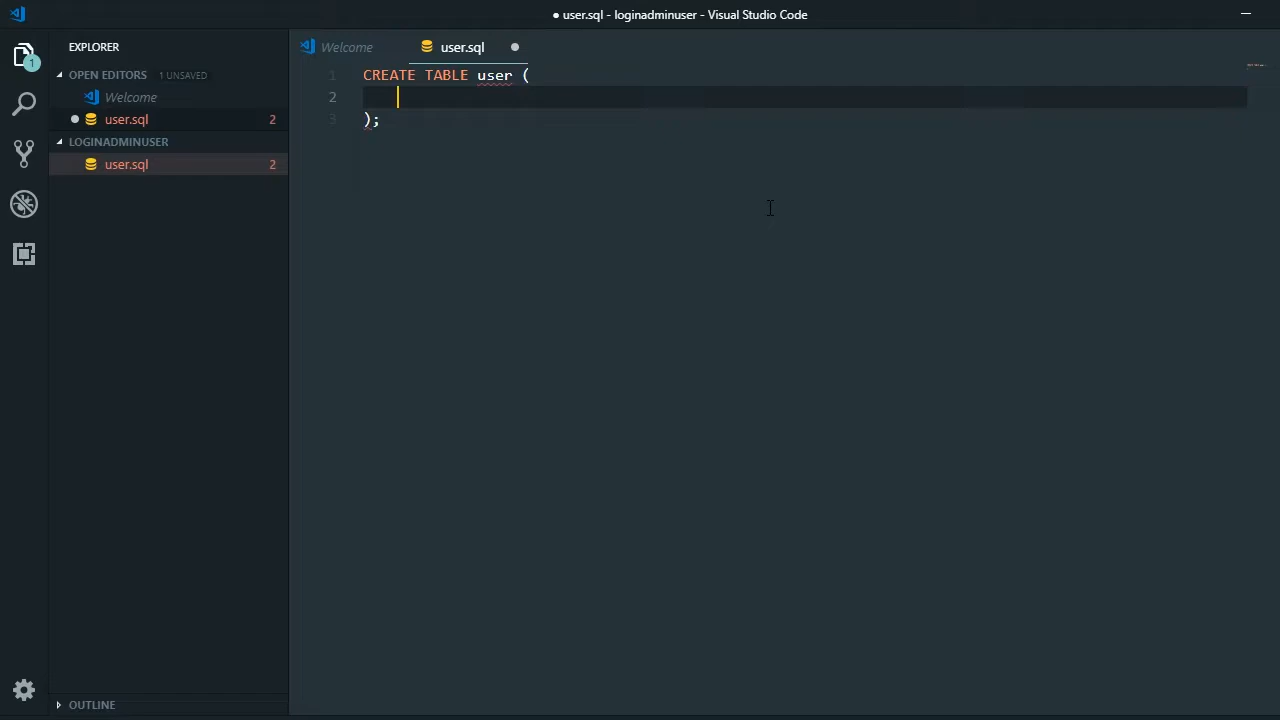 ● user.sql - loginadminuser - Visual Studio Code
EXPLORER
OPEN EDITORS 1 UNSAVED
Welcome
user.sql 2
LOGINADMINUSER
user.sql 2
OUTLINE
1
Welcome
user.sql
1 CREATE TABLE user (
2
3 );